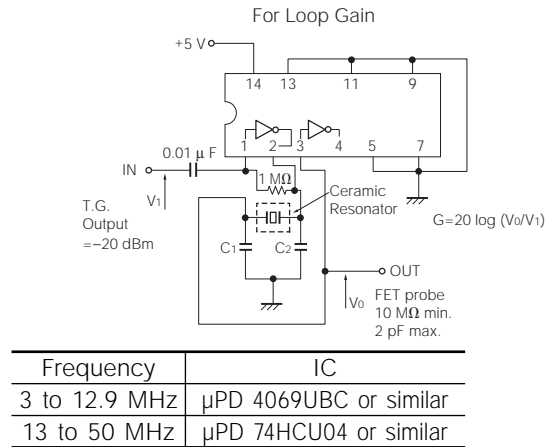 For Loop Gain
+5 V
14 13 11 9
1 2 3 4 5 7
0.01 μF
IN
1 MΩ
V1
T.G.
Output
=−20 dBm
Ceramic
Resonator
G=20 log (V0/V1)
C1 C2
OUT
V0
FET probe
10 MΩ min.
2 pF max.
Frequency IC
3 to 12.9 MHz μPD 4069UBC or similar
13 to 50 MHz μPD 74HCU04 or similar